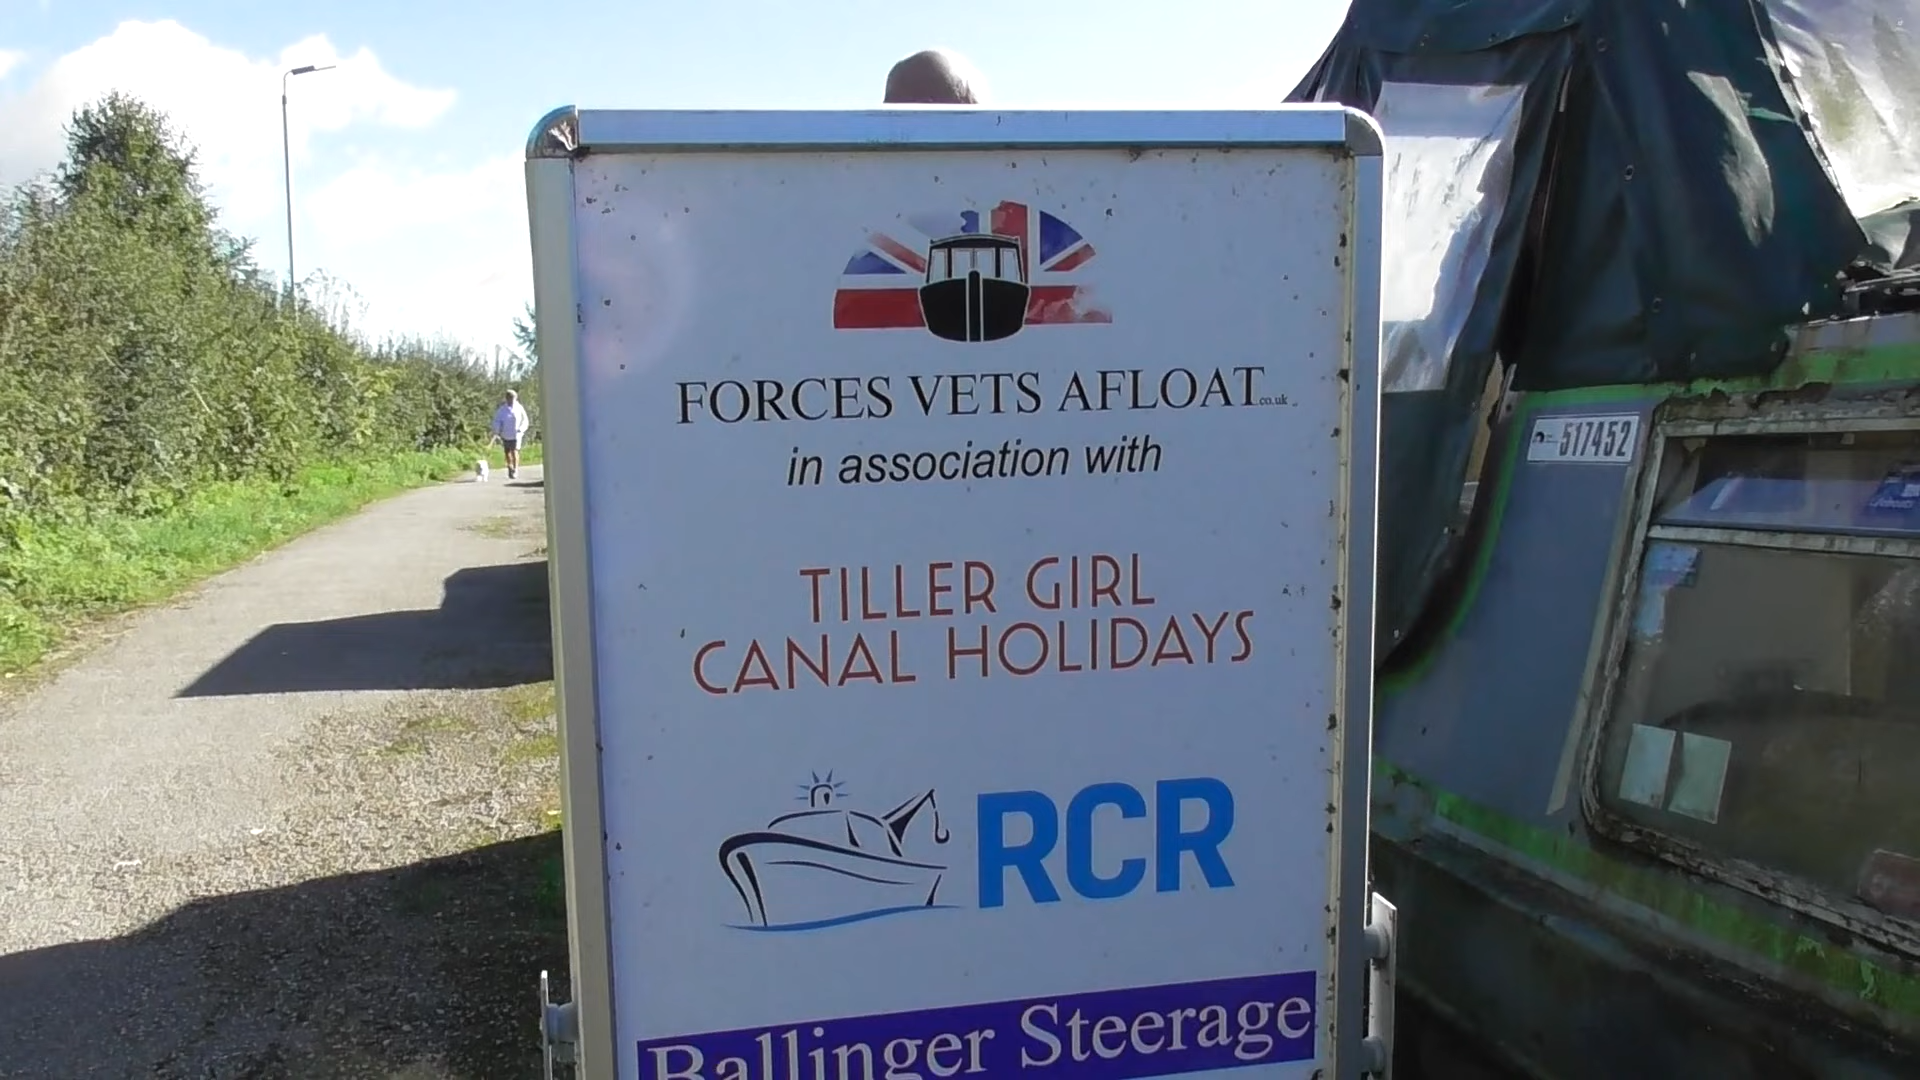 FORCES VETS AFLOAT.co.uk
in association with
TILLER GIRL
CANAL HOLIDAYS
RCR
Ballinger Steerage
517452